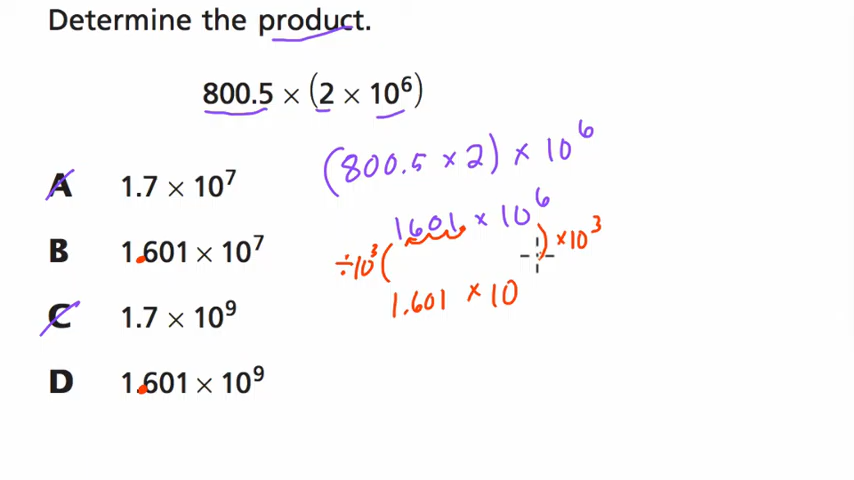 Determine the product.
800.5 × (2 × 10⁶)
(800.5 × 2) × 10⁶
A 1.7 × 10⁷
1601 × 10⁶
÷10³ ( ) ×10³
B 1.601 × 10⁷
1.601 × 10
C 1.7 × 10⁹
D 1.601 × 10⁹